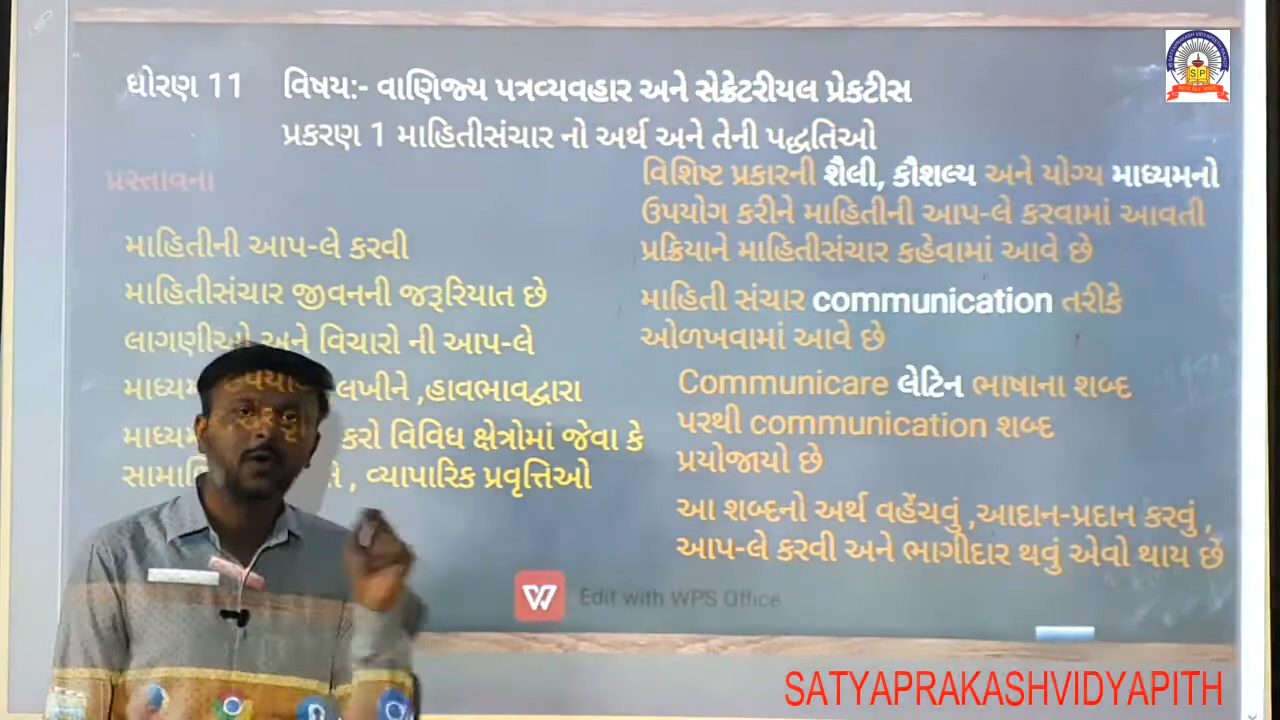 ધોરણ 11 વિષય:- વાણિજ્ય પત્રવ્યવહાર અને સેક્રેટરીયલ પ્રેક્ટીસ
પ્રકરણ 1 માહિતીસંચાર નો અર્થ અને તેની પદ્ધતિઓ
પ્રસ્તાવના
માહિતીની આપ-લે કરવી
માહિતીસંચાર જીવનની જરૂરિયાત છે
લાગણીઓ અને વિચારો ની આપ-લે
લખીને ,હાવભાવદ્વારા
કરો વિવિધ ક્ષેત્રોમાં જેવા કે
, વ્યાપારિક પ્રવૃત્તિઓ
વિશિષ્ટ પ્રકારની શૈલી, કૌશલ્ય અને યોગ્ય માધ્યમનો
ઉપયોગ કરીને માહિતીની આપ-લે કરવામાં આવતી
પ્રક્રિયાને માહિતીસંચાર કહેવામાં આવે છે
માહિતી સંચાર communication તરીકે
ઓળખવામાં આવે છે
Communicare લેટિન ભાષાના શબ્દ
પરથી communication શબ્દ
પ્રયોજાયો છે
આ શબ્દનો અર્થ વહેંચવું ,આદાન-પ્રદાન કરવું ,
આપ-લે કરવી અને ભાગીદાર થવું એવો થાય છે
Edit with WPS Office
SP
SATYAPRAKASHVIDYAPITH